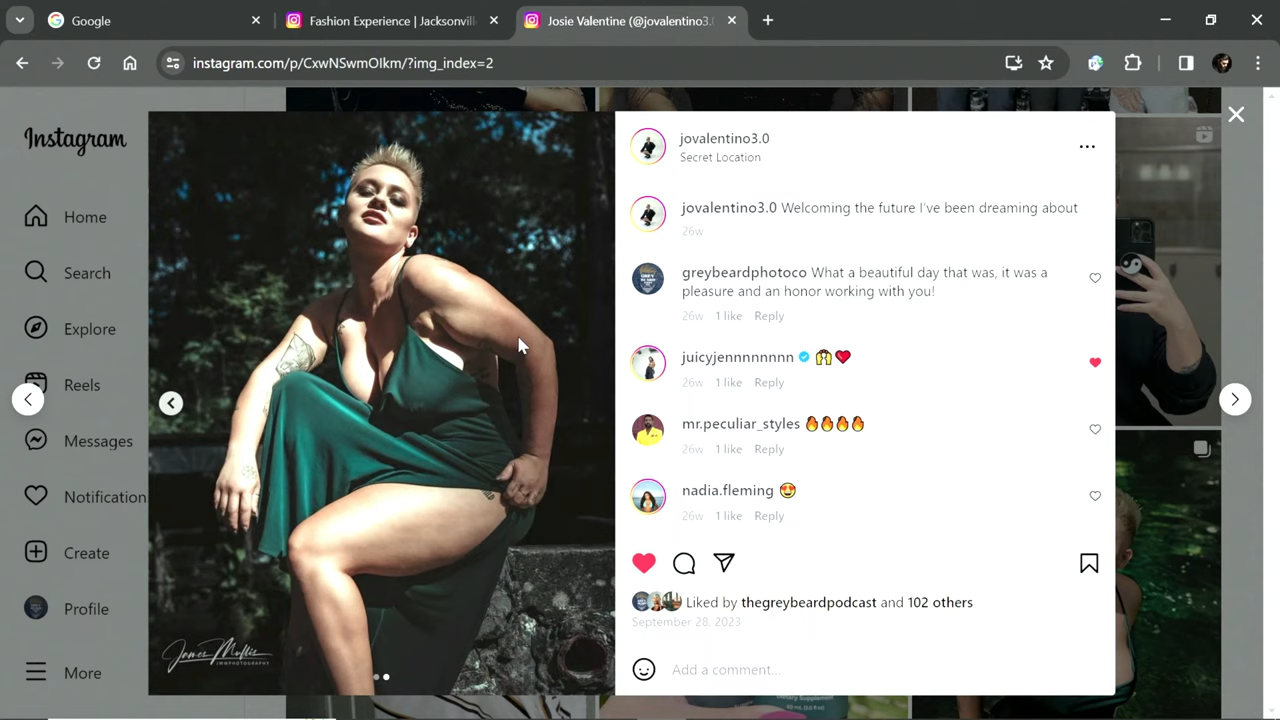 Google
Fashion Experience | Jacksonvill
Josie Valentine (@jovalentino3.
instagram.com/p/CxwNSwmOIkm/?img_index=2
Instagram
Home
Search
Explore
Reels
Messages
Notification
Create
Profile
More
jovalentino3.0
Secret Location
jovalentino3.0 Welcoming the future I've been dreaming about
26w
greybeardphotoco What a beautiful day that was, it was a
pleasure and an honor working with you!
26w 1 like Reply
juicyjennnnnnnn
26w 1 like Reply
mr.peculiar_styles 🔥🔥🔥🔥
26w 1 like Reply
nadia.fleming 😍
26w 1 like Reply
Liked by thegreybeardpodcast and 102 others
September 28, 2023
Add a comment...
James
PHOTOGRAPHY